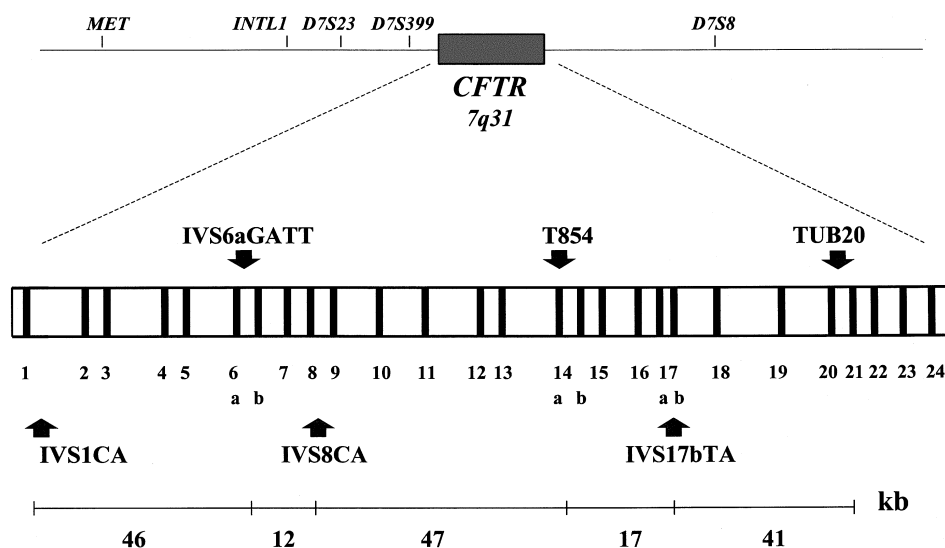 MET INTL1 D7S23 D7S399 D7S8
CFTR
7q31
IVS6aGATT T854 TUB20
1 2 3 4 5 6 7 8 9 10 11 12 13 14 15 16 17 18 19 20 21 22 23 24
a b a b a b
IVS1CA IVS8CA IVS17bTA
kb
46 12 47 17 41